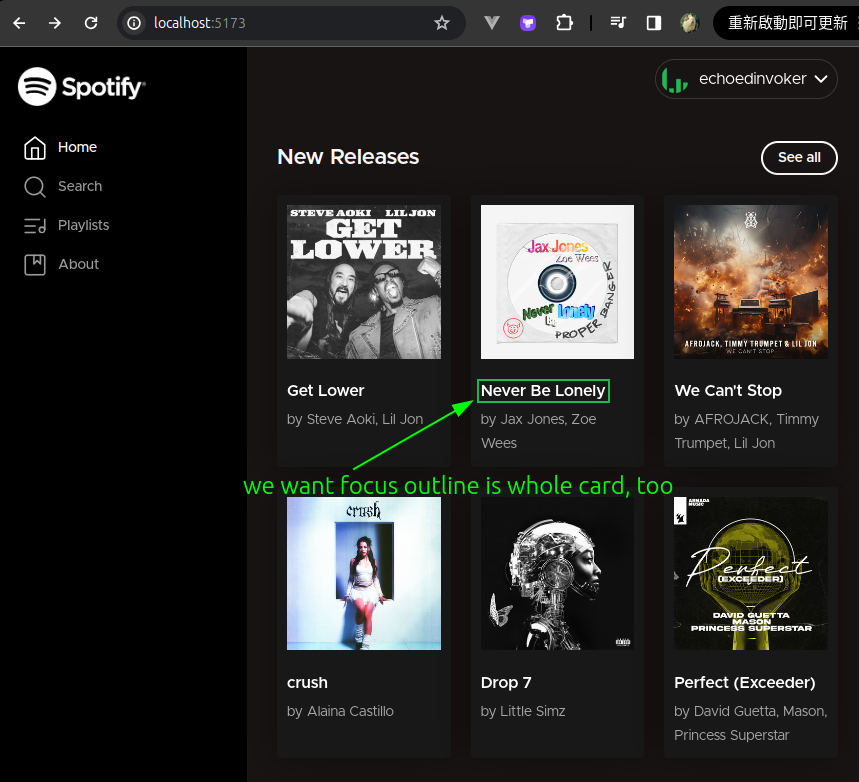 localhost:5173
重新啟動即可更新
Spotify
echoedinvoker
Home
Search
Playlists
About
New Releases
See all
STEVE AOKI LIL JON
GET
LOWER
Jax Jones
Zoe Wees
Never
Be
Lonely
PROPER BANGER
AFROJACK, TIMMY TRUMPET & LIL JON
WE CAN'T STOP
Get Lower
by Steve Aoki, Lil Jon
Never Be Lonely
by Jax Jones, Zoe
Wees
We Can't Stop
by AFROJACK, Timmy
Trumpet, Lil Jon
we want focus outline is whole card, too
crush
ARMADA
MUSIC
Perfect
(EXCEEDER)
DAVID GUETTA
MASON
PRINCESS SUPERSTAR
crush
by Alaina Castillo
Drop 7
by Little Simz
Perfect (Exceeder)
by David Guetta, Mason,
Princess Superstar